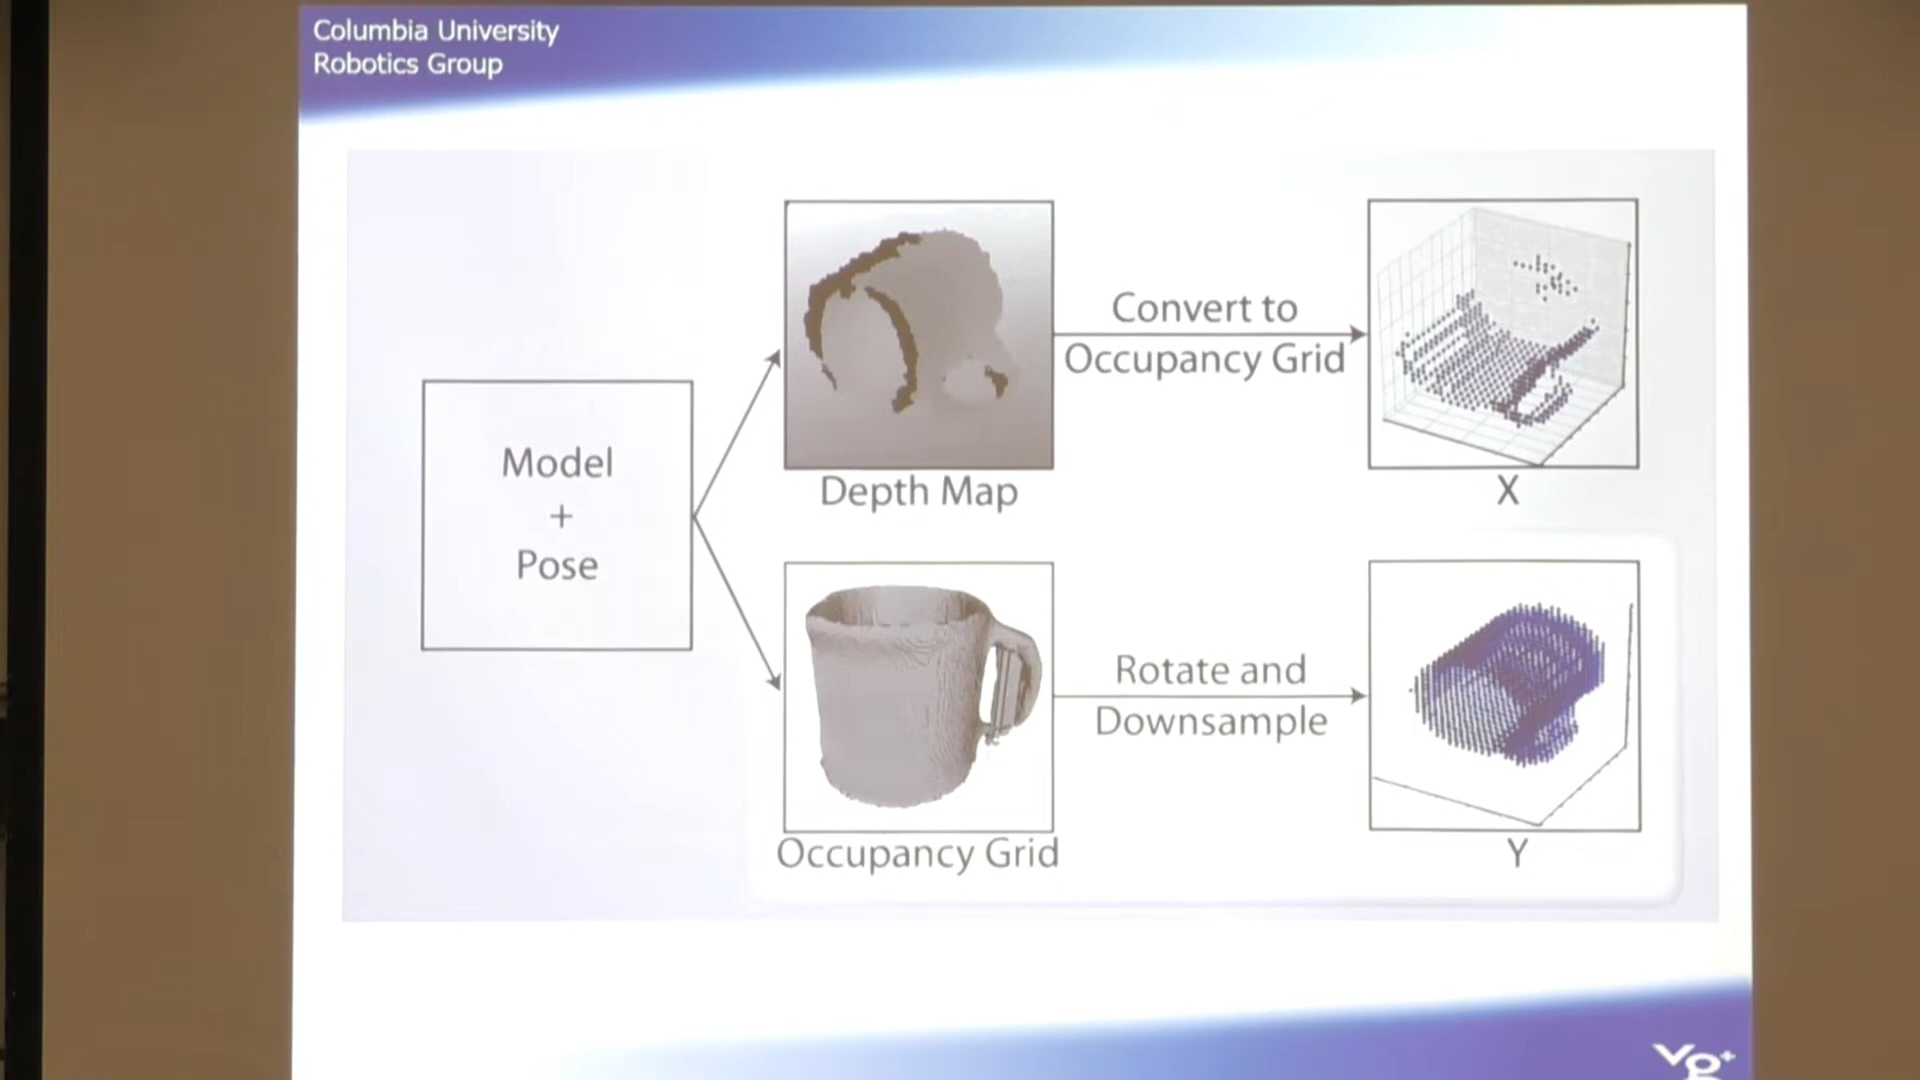 Columbia University
Robotics Group
Model
+
Pose
Depth Map
Convert to
Occupancy Grid
X
Occupancy Grid
Rotate and
Downsample
Y